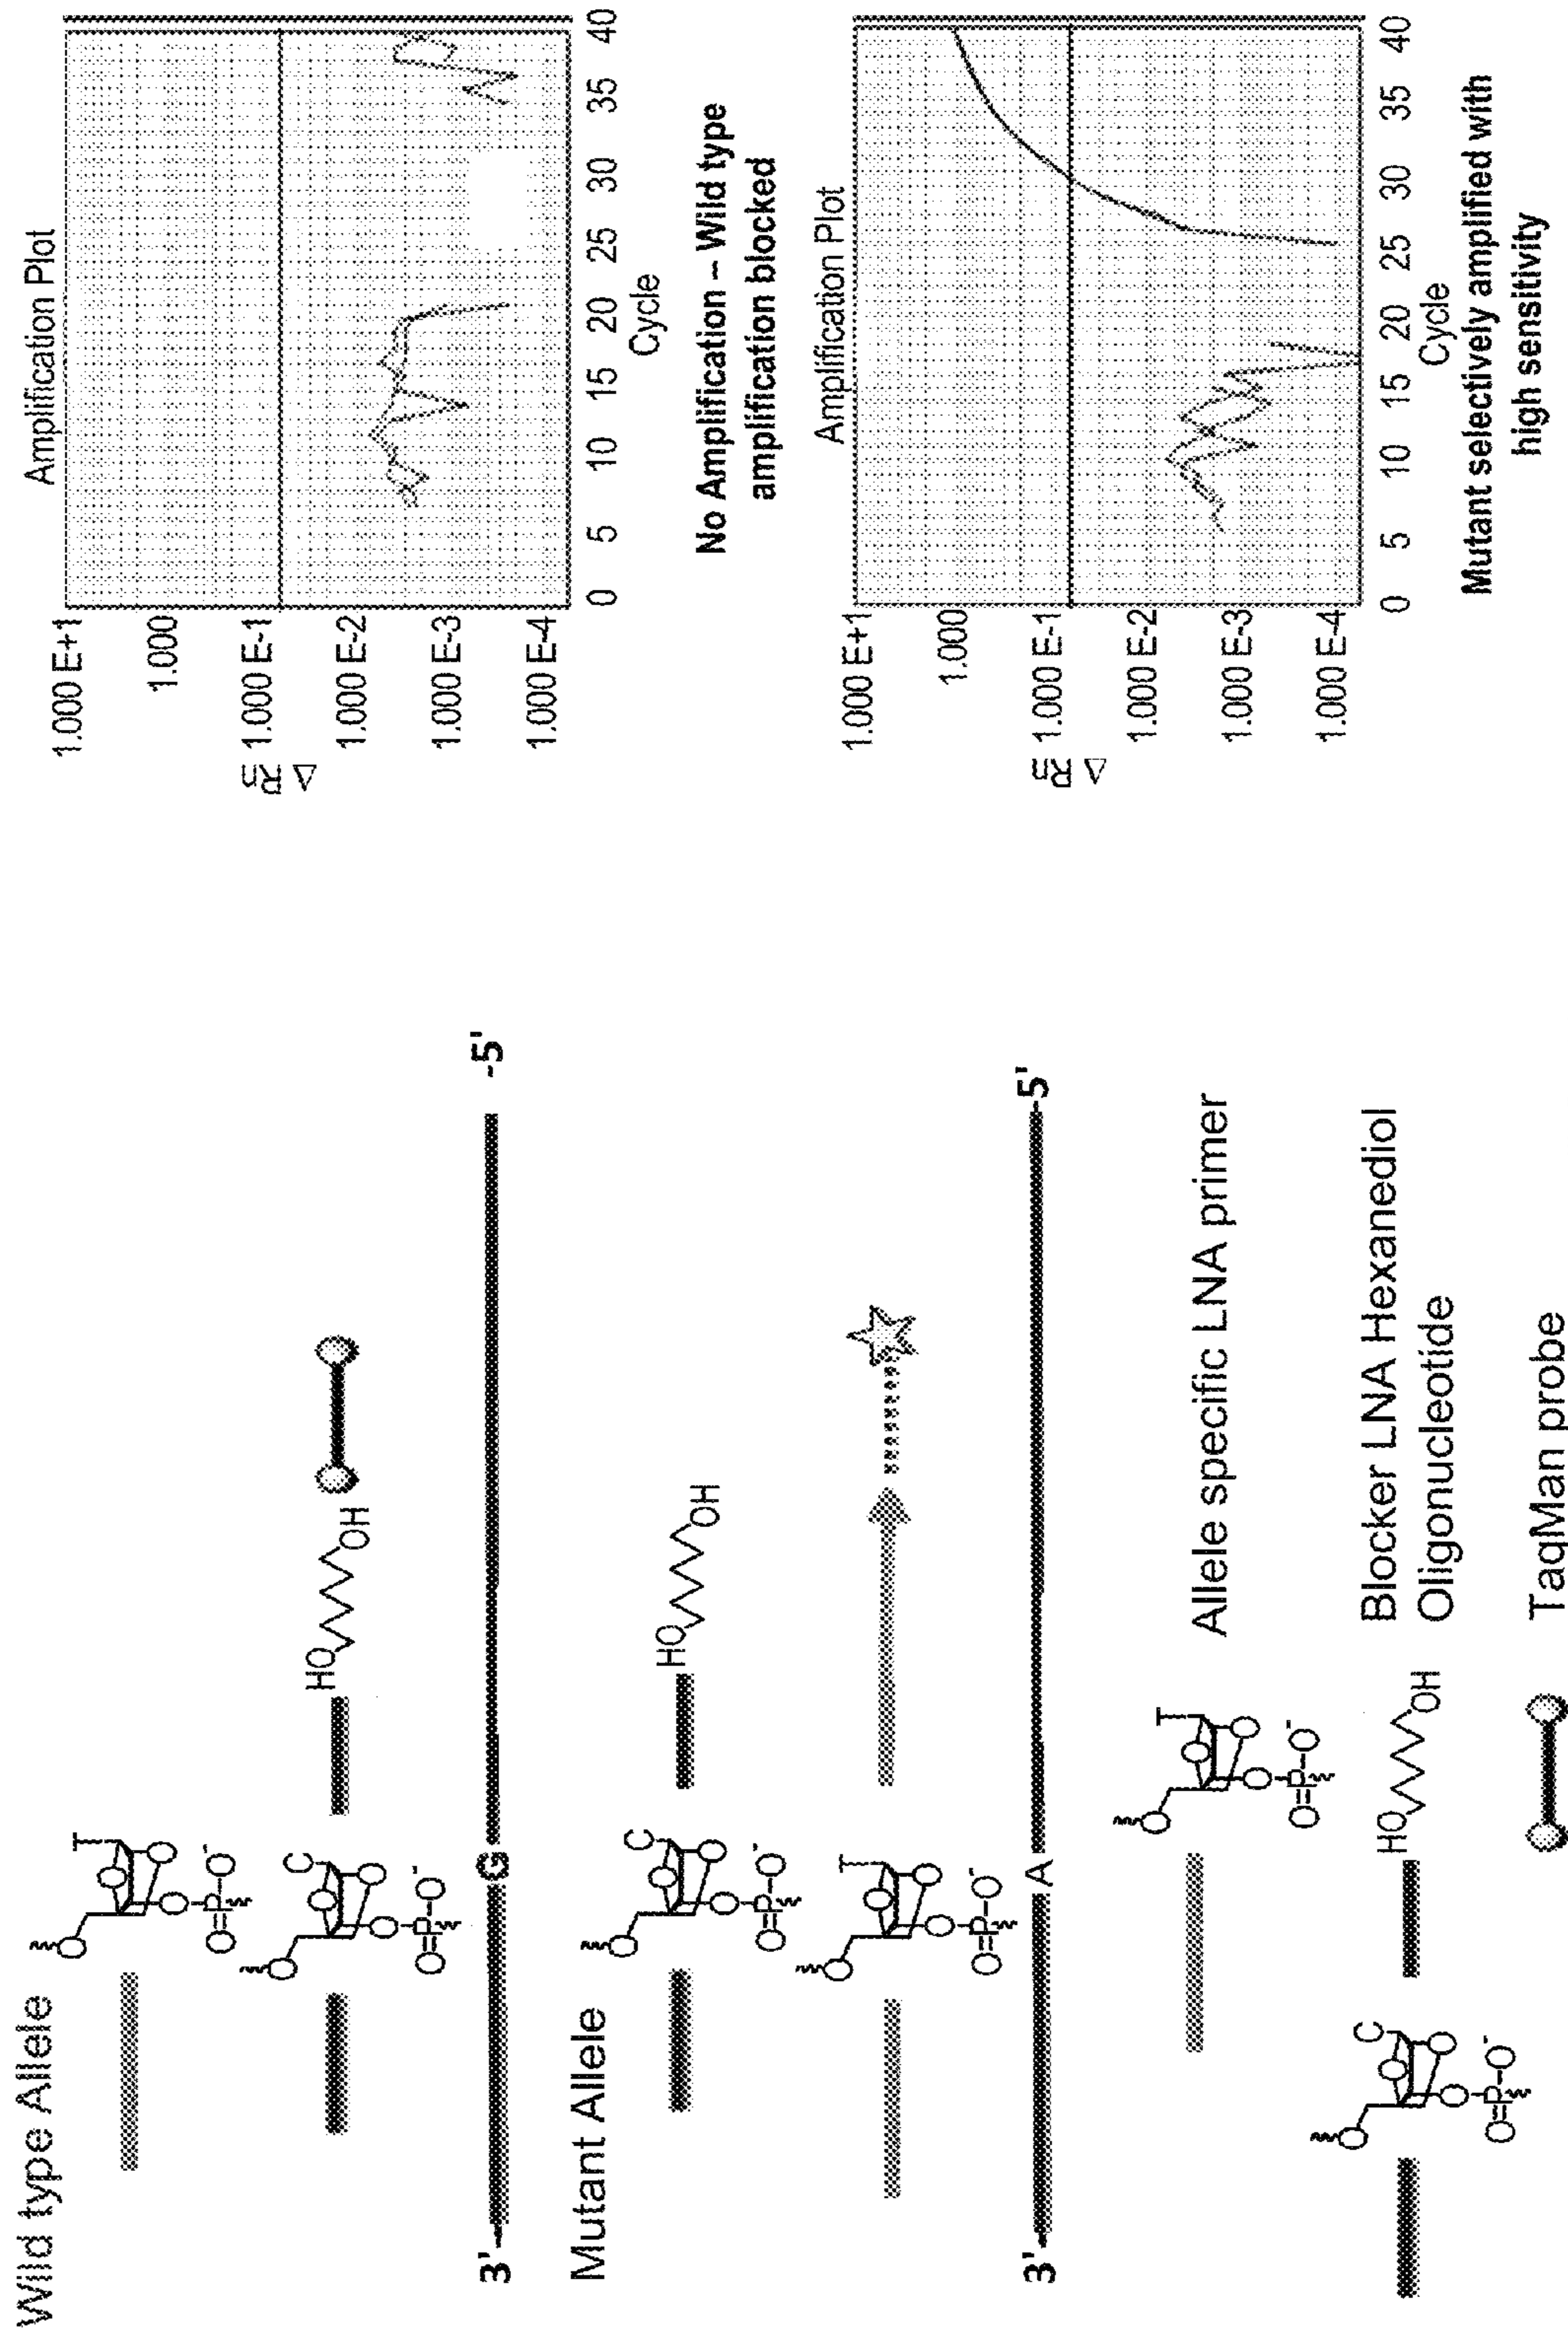 Wild type Allele
T
O
O
O
O
O=P-O-
C
O
O
O
O
O=P-O-
HO
OH
3'-
G
-5'
Mutant Allele
C
O
O
O
O
O=P-O-
HO
OH
T
O
O
O
O
O=P-O-
3'-
A
-5'
T
O
O
O
O
O=P-O-
Allele specific LNA primer
C
O
O
O
O
O=P-O-
HO
OH
Blocker LNA Hexanediol
Oligonucleotide
TaqMan probe
Amplification Plot
1.000 E+1
1.000
1.000 E-1
1.000 E-2
1.000 E-3
1.000 E-4
Δ Rn
0 5 10 15 20 25 30 35 40
Cycle
No Amplification – Wild type
amplification blocked
Amplification Plot
1.000 E+1
1.000
1.000 E-1
1.000 E-2
1.000 E-3
1.000 E-4
Δ Rn
0 5 10 15 20 25 30 35 40
Cycle
Mutant selectively amplified with
high sensitivity